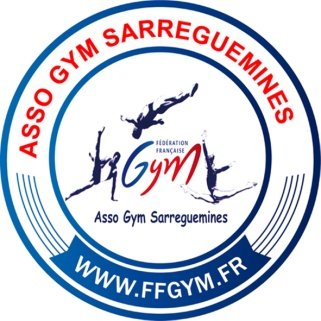 ASSO GYM SARREGUEMINES
FÉDÉRATION
FRANÇAISE
Gym
Asso Gym Sarreguemines
WWW.FFGYM.FR